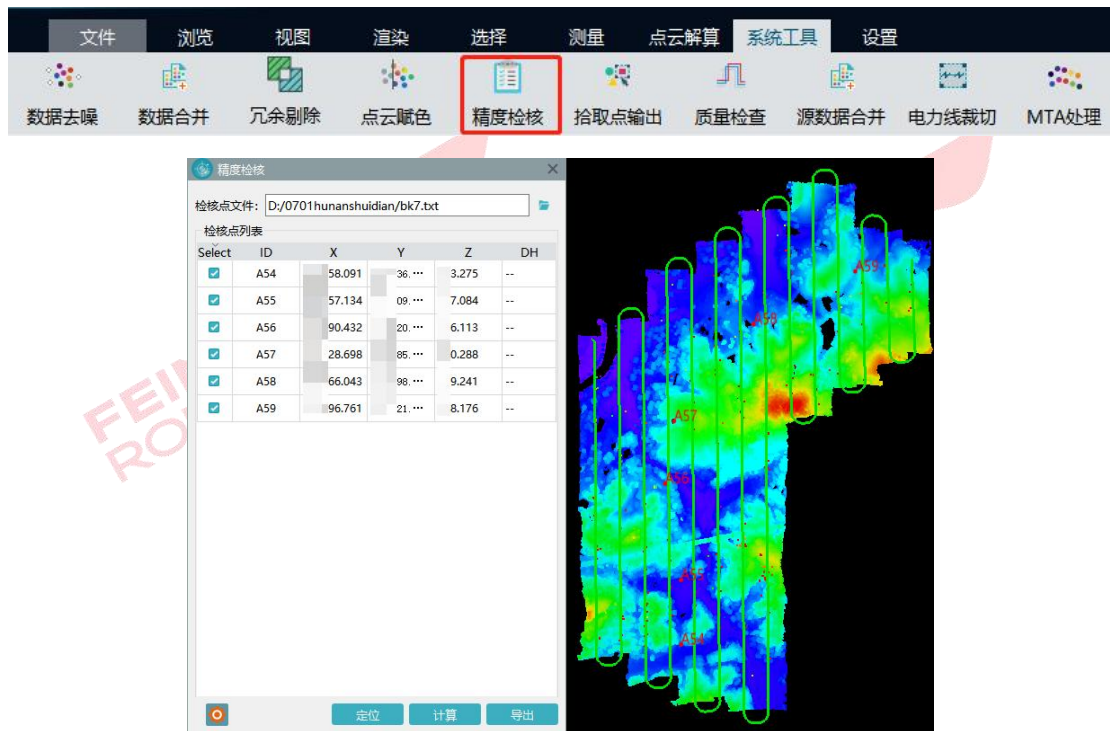 文件 浏览 视图 渲染 选择 测量 点云解算 系统工具 设置
数据去噪 数据合并 冗余剔除 点云赋色 精度检核 拾取点输出 质量检查 源数据合并 电力线裁切 MTA处理
精度检核
检核点文件: D:/0701hunanshuidian/bk7.txt
检核点列表
Select ID X Y Z DH
A54 58.091 36.··· 3.275 --
A55 57.134 09.··· 7.084 --
A56 90.432 20.··· 6.113 --
A57 28.698 85.··· 0.288 --
A58 66.043 98.··· 9.241 --
A59 96.761 21.··· 8.176 --
定位 计算 导出
A59
A58
A57
A56
A55
A54